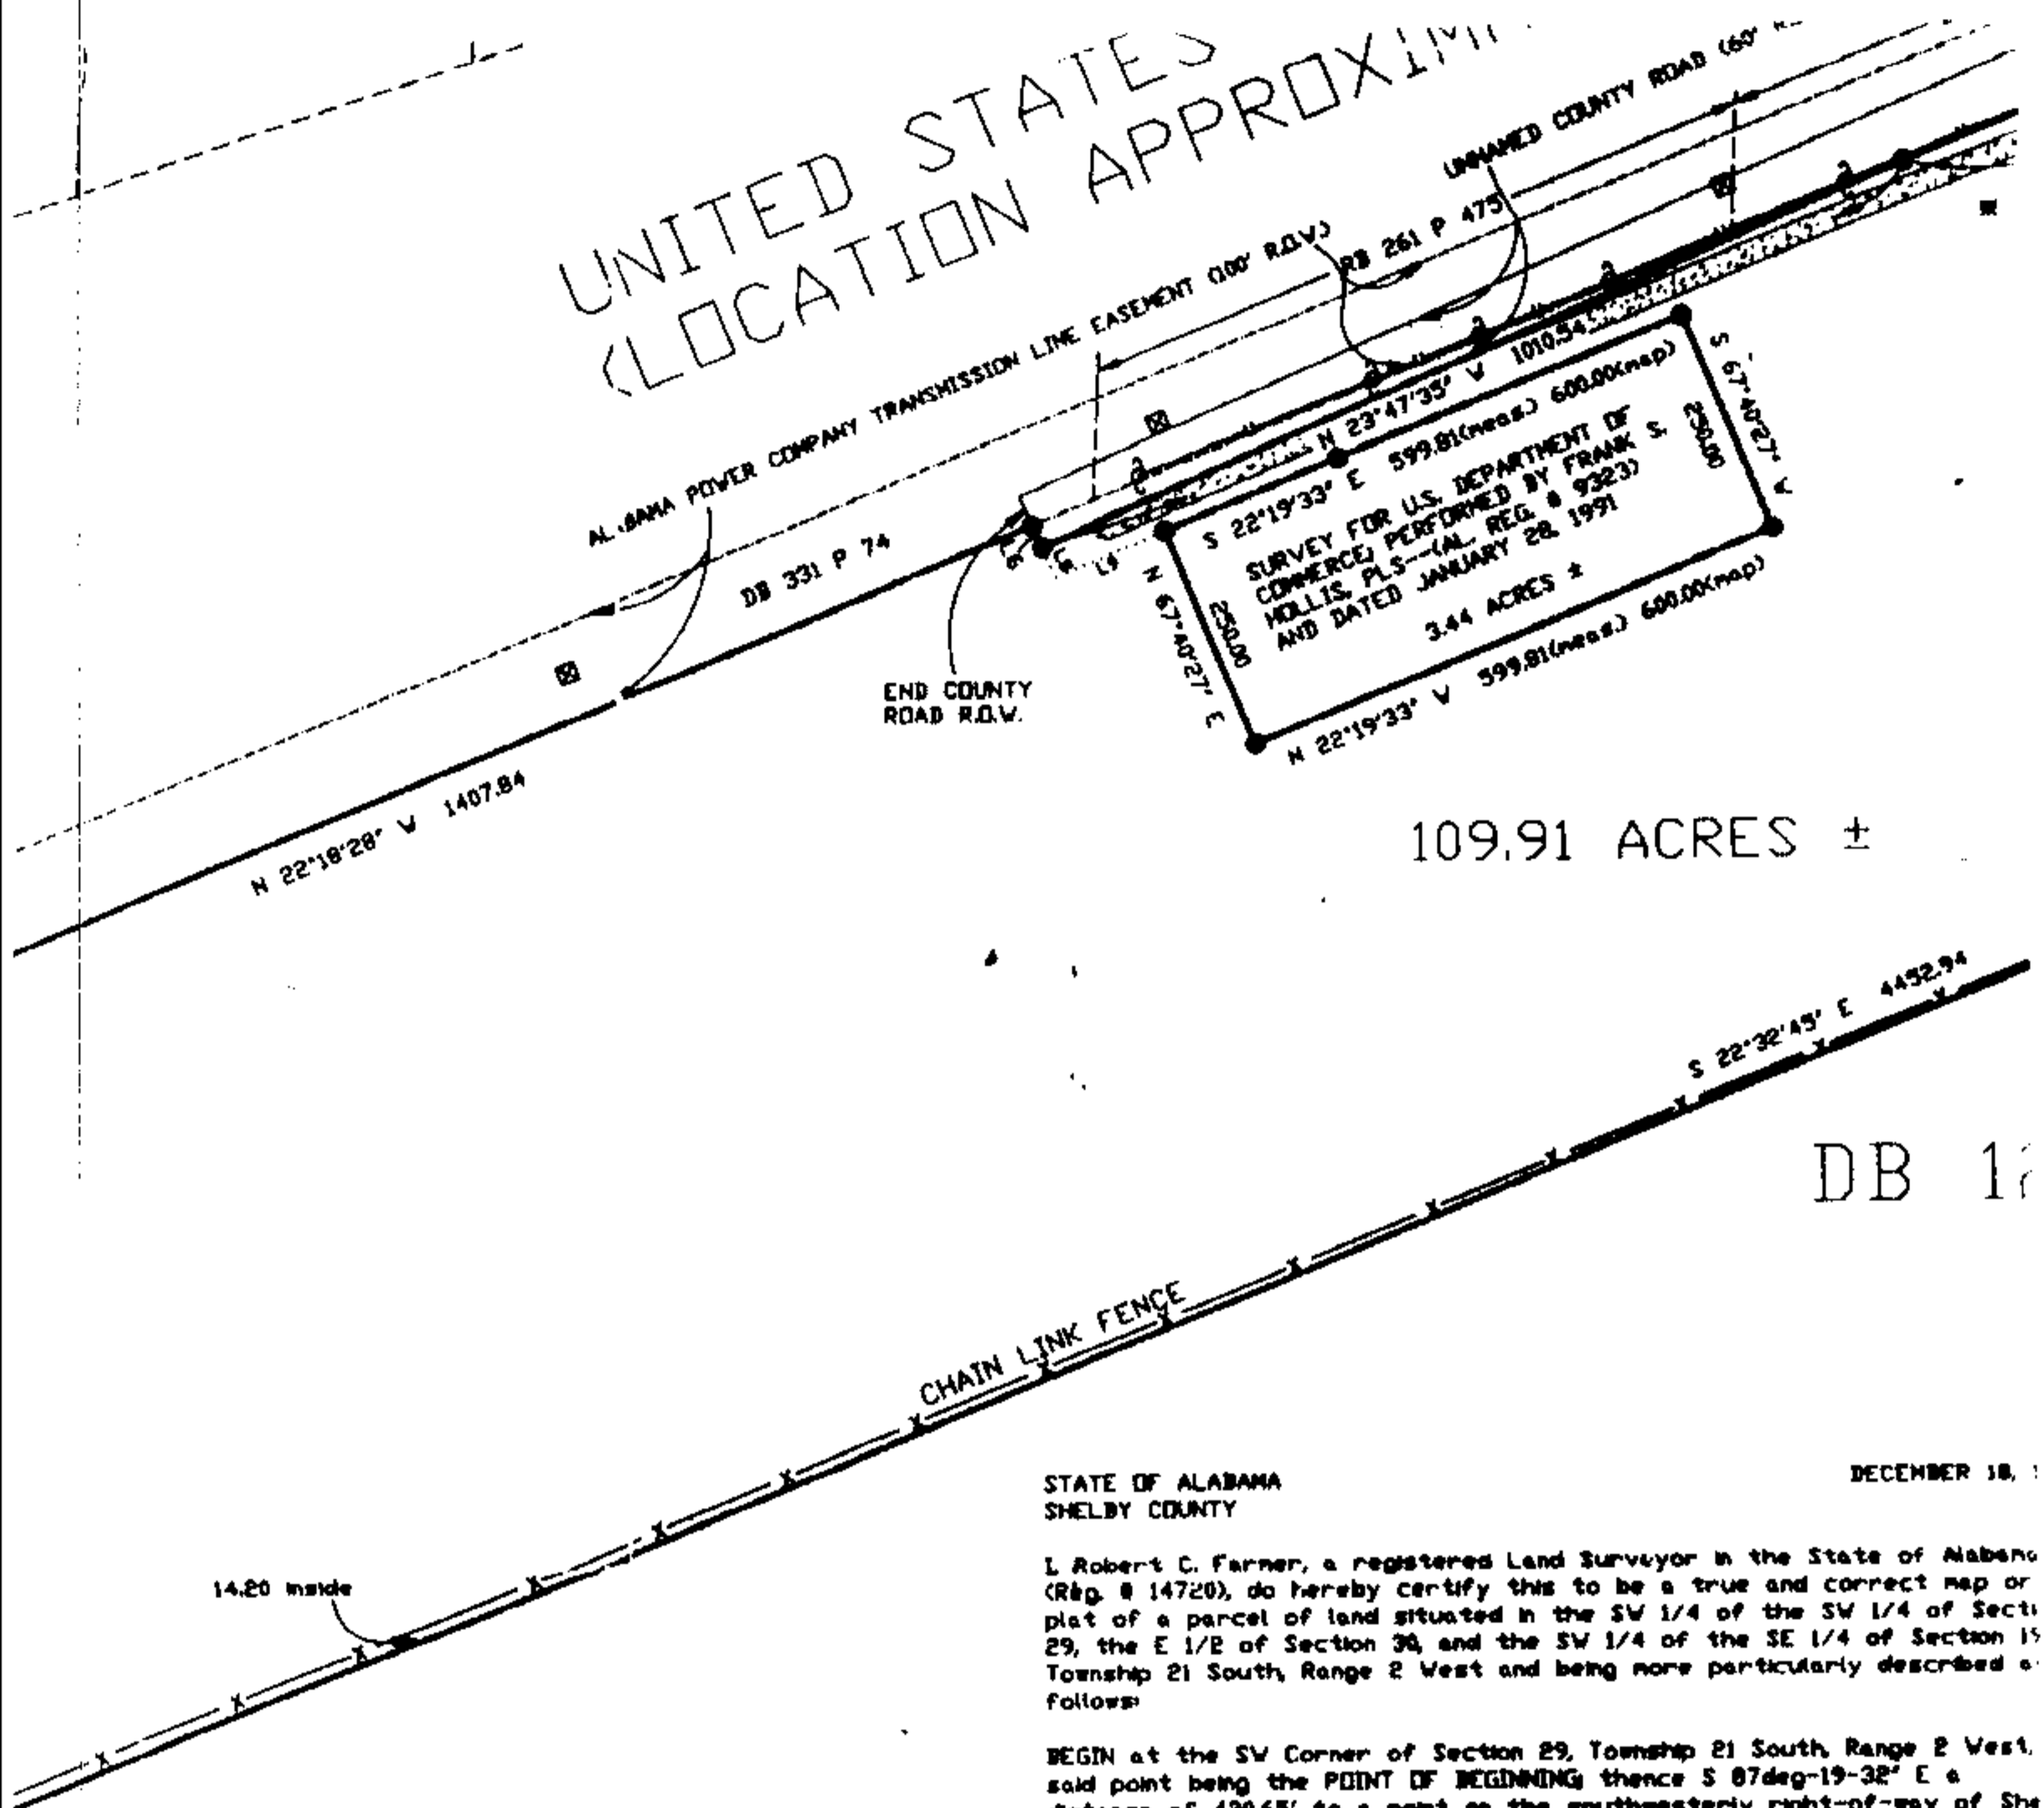 UNITED STATES
(LOCATION APPROXIM
UNNAMED COUNTY ROAD (60'
RB 261 P 475
ALABAMA POWER COMPANY TRANSMISSION LINE EASEMENT (100' R.O.W.)
DB 331 P 74
N 23°47'35" W 1010.54
S 22°19'33" E 599.81(meas.) 600.00(map)
S 67°40'27" W
250.00
SURVEY FOR U.S. DEPARTMENT OF
COMMERCE; PERFORMED BY FRANK S.
HOLLIS, PLS---(AL. REG. # 9323)
AND DATED JANUARY 28, 1991
3.44 ACRES ±
N 67°40'27" E
250.00
N 22°19'33" W 599.81(meas.) 600.00(map)
END COUNTY
ROAD R.O.W.
N 22°18'28" W 1407.84
109.91 ACRES ±
S 22°32'45" E 4452.94
DB
CHAIN LINK FENCE
14.20 inside
STATE OF ALABAMA
SHELBY COUNTY
DECEMBER 18,
I, Robert C. Farmer, a registered Land Surveyor in the State of Alabama
(Reg. # 14720), do hereby certify this to be a true and correct map or
plat of a parcel of land situated in the SW 1/4 of the SW 1/4 of Secti
29, the E 1/2 of Section 30, and the SW 1/4 of the SE 1/4 of Section 19
Township 21 South, Range 2 West and being more particularly described a
follows:
BEGIN at the SW Corner of Section 29, Township 21 South, Range 2 West,
said point being the POINT OF BEGINNING; thence S 87deg-19-32" E a
to a point on the southwesterly right-of-way of